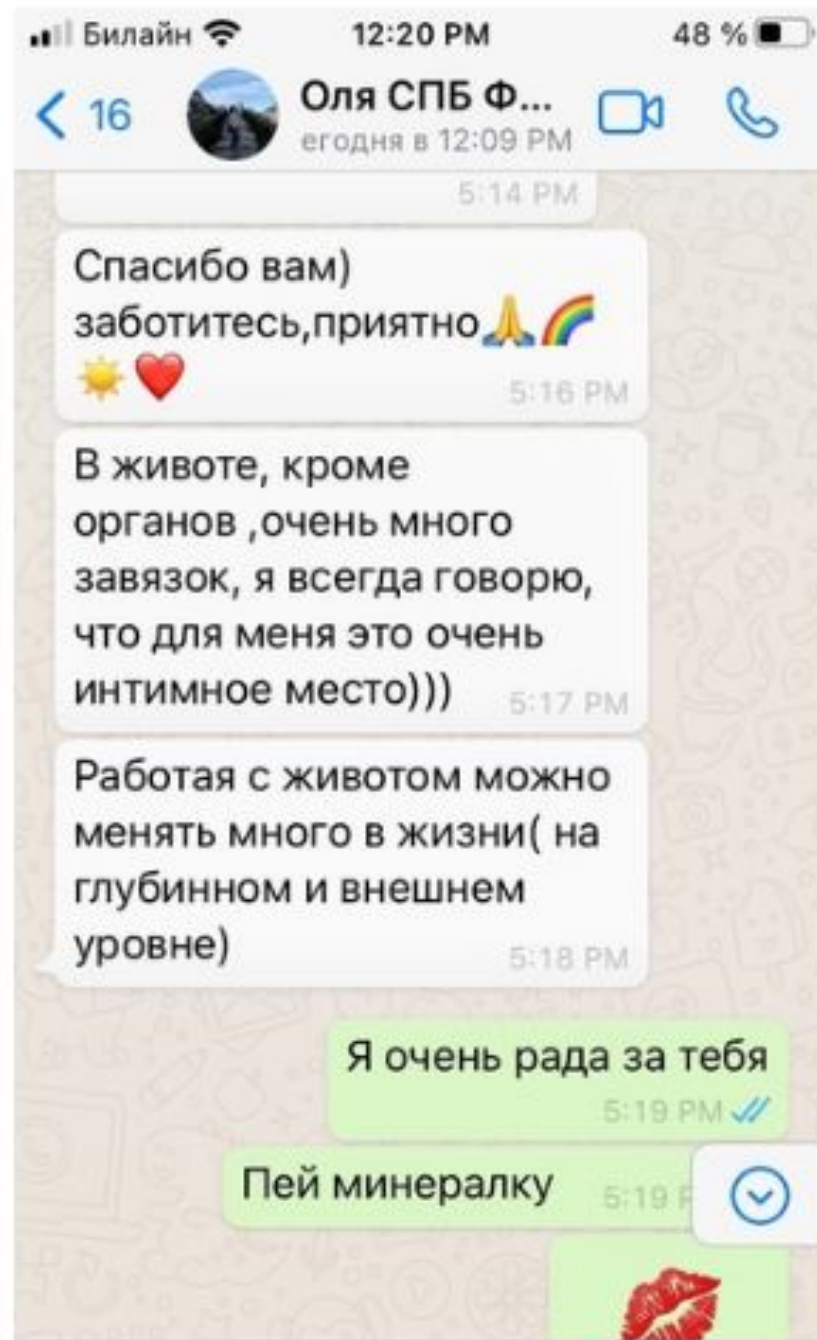 Билайн 12:20 PM 48 %
16 Оля СПБ Ф...
егодня в 12:09 PM
5:14 PM
Спасибо вам)
заботитесь,приятно🙏🌈
☀️❤️ 5:16 PM
В животе, кроме
органов ,очень много
завязок, я всегда говорю,
что для меня это очень
интимное место))) 5:17 PM
Работая с животом можно
менять много в жизни( на
глубинном и внешнем
уровне) 5:18 PM
Я очень рада за тебя
5:19 PM
Пей минералку 5:19
💋